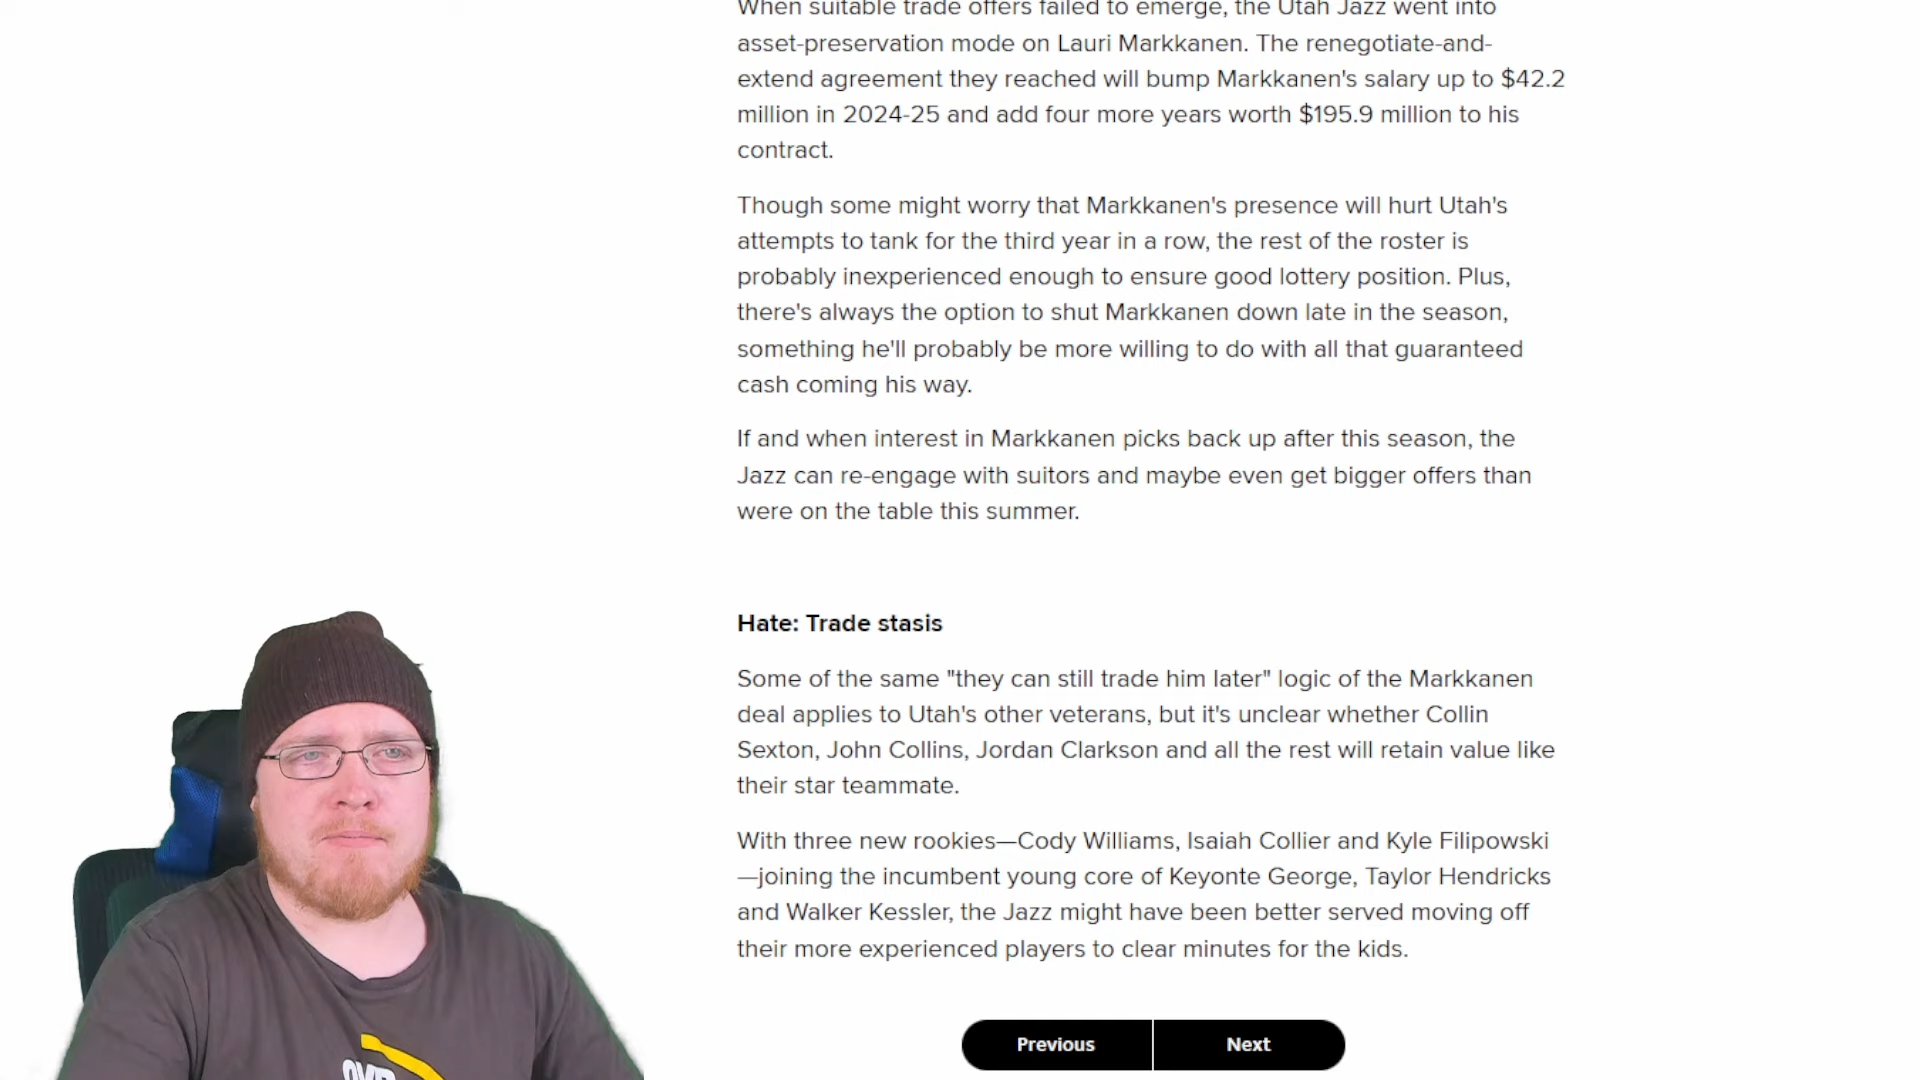 When suitable trade offers failed to emerge, the Utah Jazz went into
asset-preservation mode on Lauri Markkanen. The renegotiate-and-
extend agreement they reached will bump Markkanen's salary up to $42.2
million in 2024-25 and add four more years worth $195.9 million to his
contract.
Though some might worry that Markkanen's presence will hurt Utah's
attempts to tank for the third year in a row, the rest of the roster is
probably inexperienced enough to ensure good lottery position. Plus,
there's always the option to shut Markkanen down late in the season,
something he'll probably be more willing to do with all that guaranteed
cash coming his way.
If and when interest in Markkanen picks back up after this season, the
Jazz can re-engage with suitors and maybe even get bigger offers than
were on the table this summer.
Hate: Trade stasis
Some of the same "they can still trade him later" logic of the Markkanen
deal applies to Utah's other veterans, but it's unclear whether Collin
Sexton, John Collins, Jordan Clarkson and all the rest will retain value like
their star teammate.
With three new rookies—Cody Williams, Isaiah Collier and Kyle Filipowski
—joining the incumbent young core of Keyonte George, Taylor Hendricks
and Walker Kessler, the Jazz might have been better served moving off
their more experienced players to clear minutes for the kids.
Previous Next